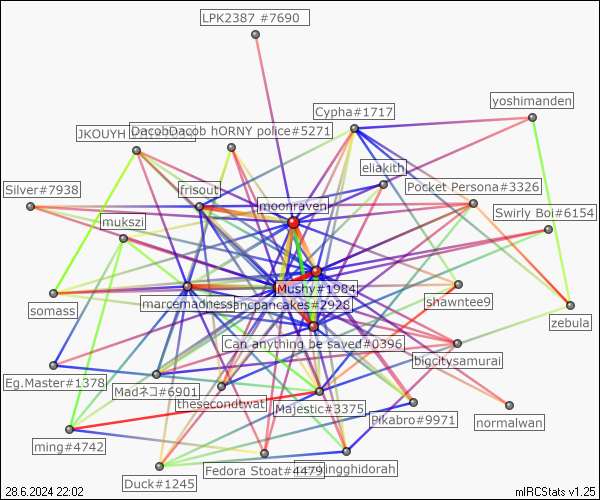 LPK2387 #7690
yoshimanden
Cypha#1717
DacobDacob hORNY police#5271
JKOUYH
eliakith
Silver#7938
frisout
Pocket Persona#3326
moonraven
Swirly Boi#6154
mukszi
Mushy#1984
somass
marcemadness
ncpancakes#2928
shawntee9
zebula
Can anything be saved#0396
bigcitysamurai
Eg.Master#1378
Madネコ#6901
thesecondtwat
Majestic#3375
Pikabro#9971
normalwan
ming#4742
Fedora Stoat#4479
ingghidorah
Duck#1245
28.6.2024 22:02
mIRCStats v1.25